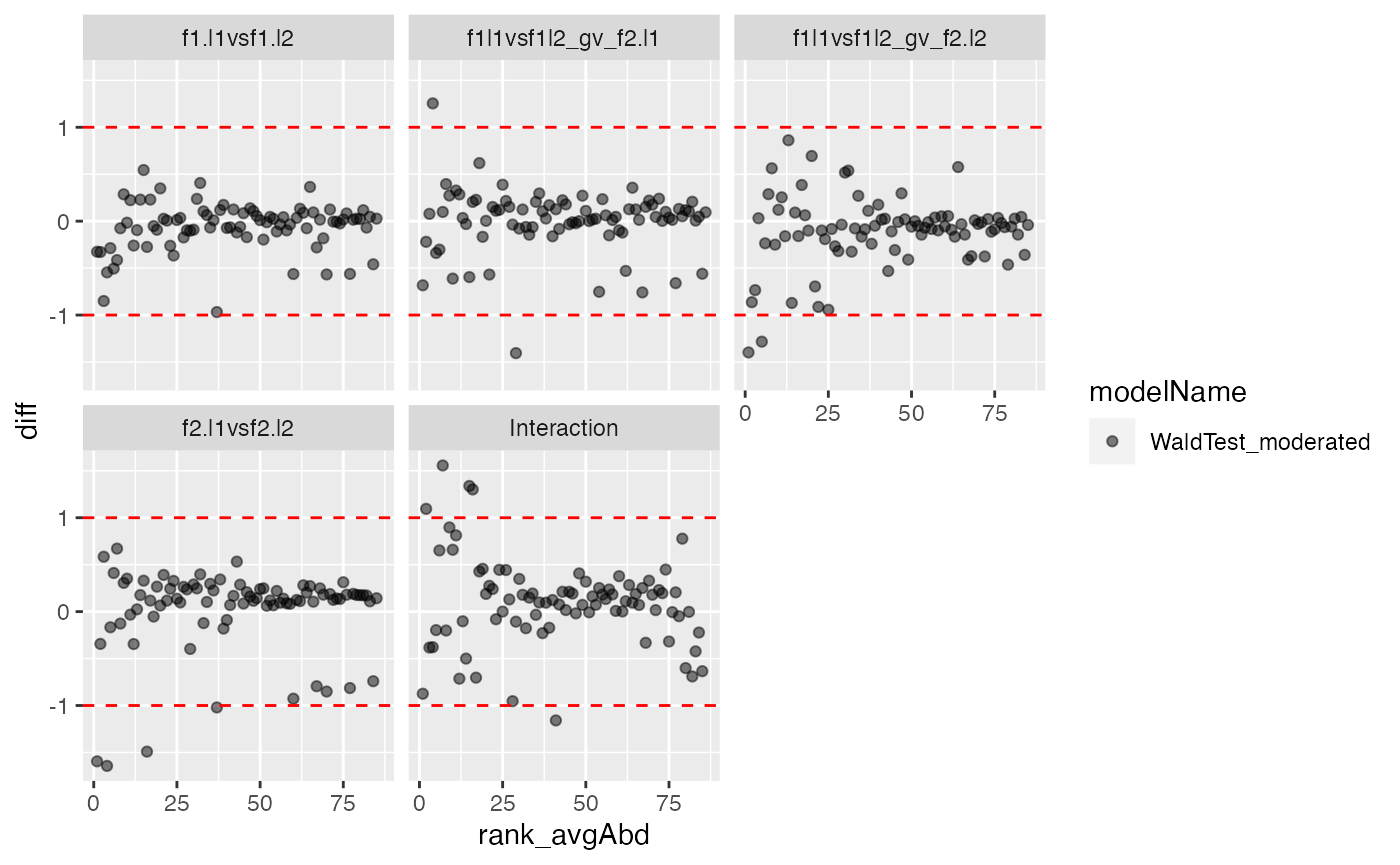 f1.l1vsf1.l2
f1l1vsf1l2_gv_f2.l1
f1l1vsf1l2_gv_f2.l2
1
0
-1
0
25
50
75
f2.l1vsf2.l2
Interaction
1
0
-1
0
25
50
75
0
25
50
75
rank_avgAbd
diff
modelName
WaldTest_moderated